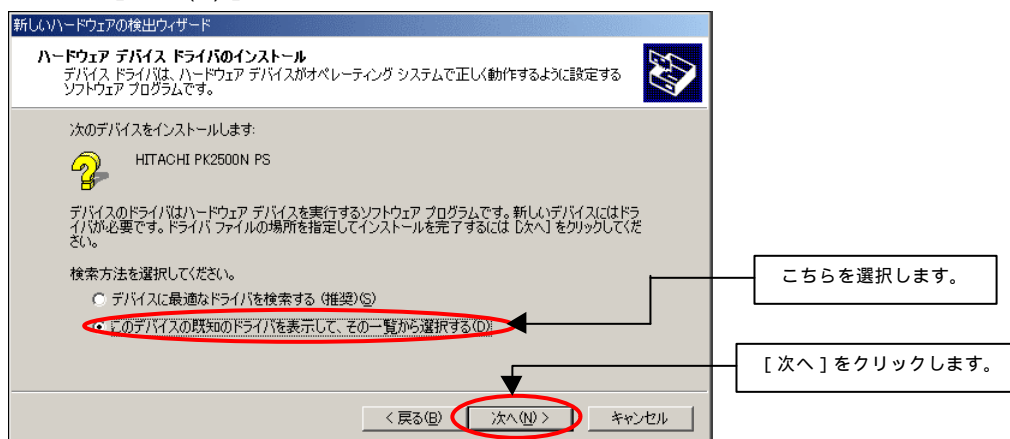 新しいハードウェアの検出ウィザード
ハードウェア デバイス ドライバのインストール
デバイス ドライバは、ハードウェア デバイスがオペレーティング システムで正しく動作するように設定する
ソフトウェア プログラムです。
次のデバイスをインストールします:
HITACHI PK2500N PS
デバイスのドライバはハードウェア デバイスを実行するソフトウェア プログラムです。新しいデバイスにはドラ
イバが必要です。ドライバ ファイルの場所を指定してインストールを完了するには [次へ] をクリックしてくだ
さい。
検索方法を選択してください。
デバイスに最適なドライバを検索する (推奨)(S)
このデバイスの既知のドライバを表示して、その一覧から選択する(D)
こちらを選択します。
[ 次へ ] をクリックします。
< 戻る(B)
次へ(N) >
キャンセル